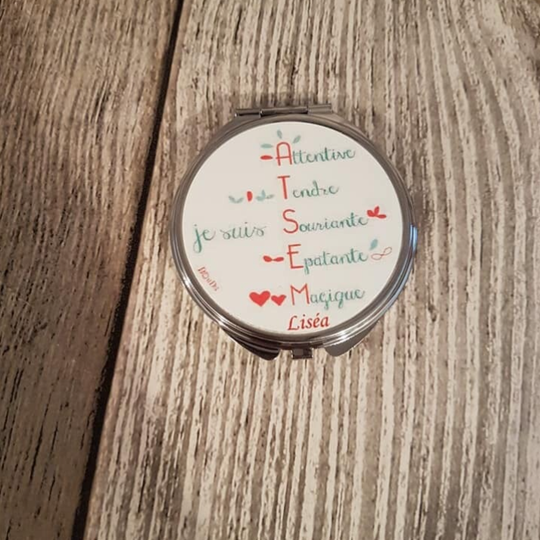 Attentive
Tendre
je suis Souriante
Epatante
Magique
Liséa